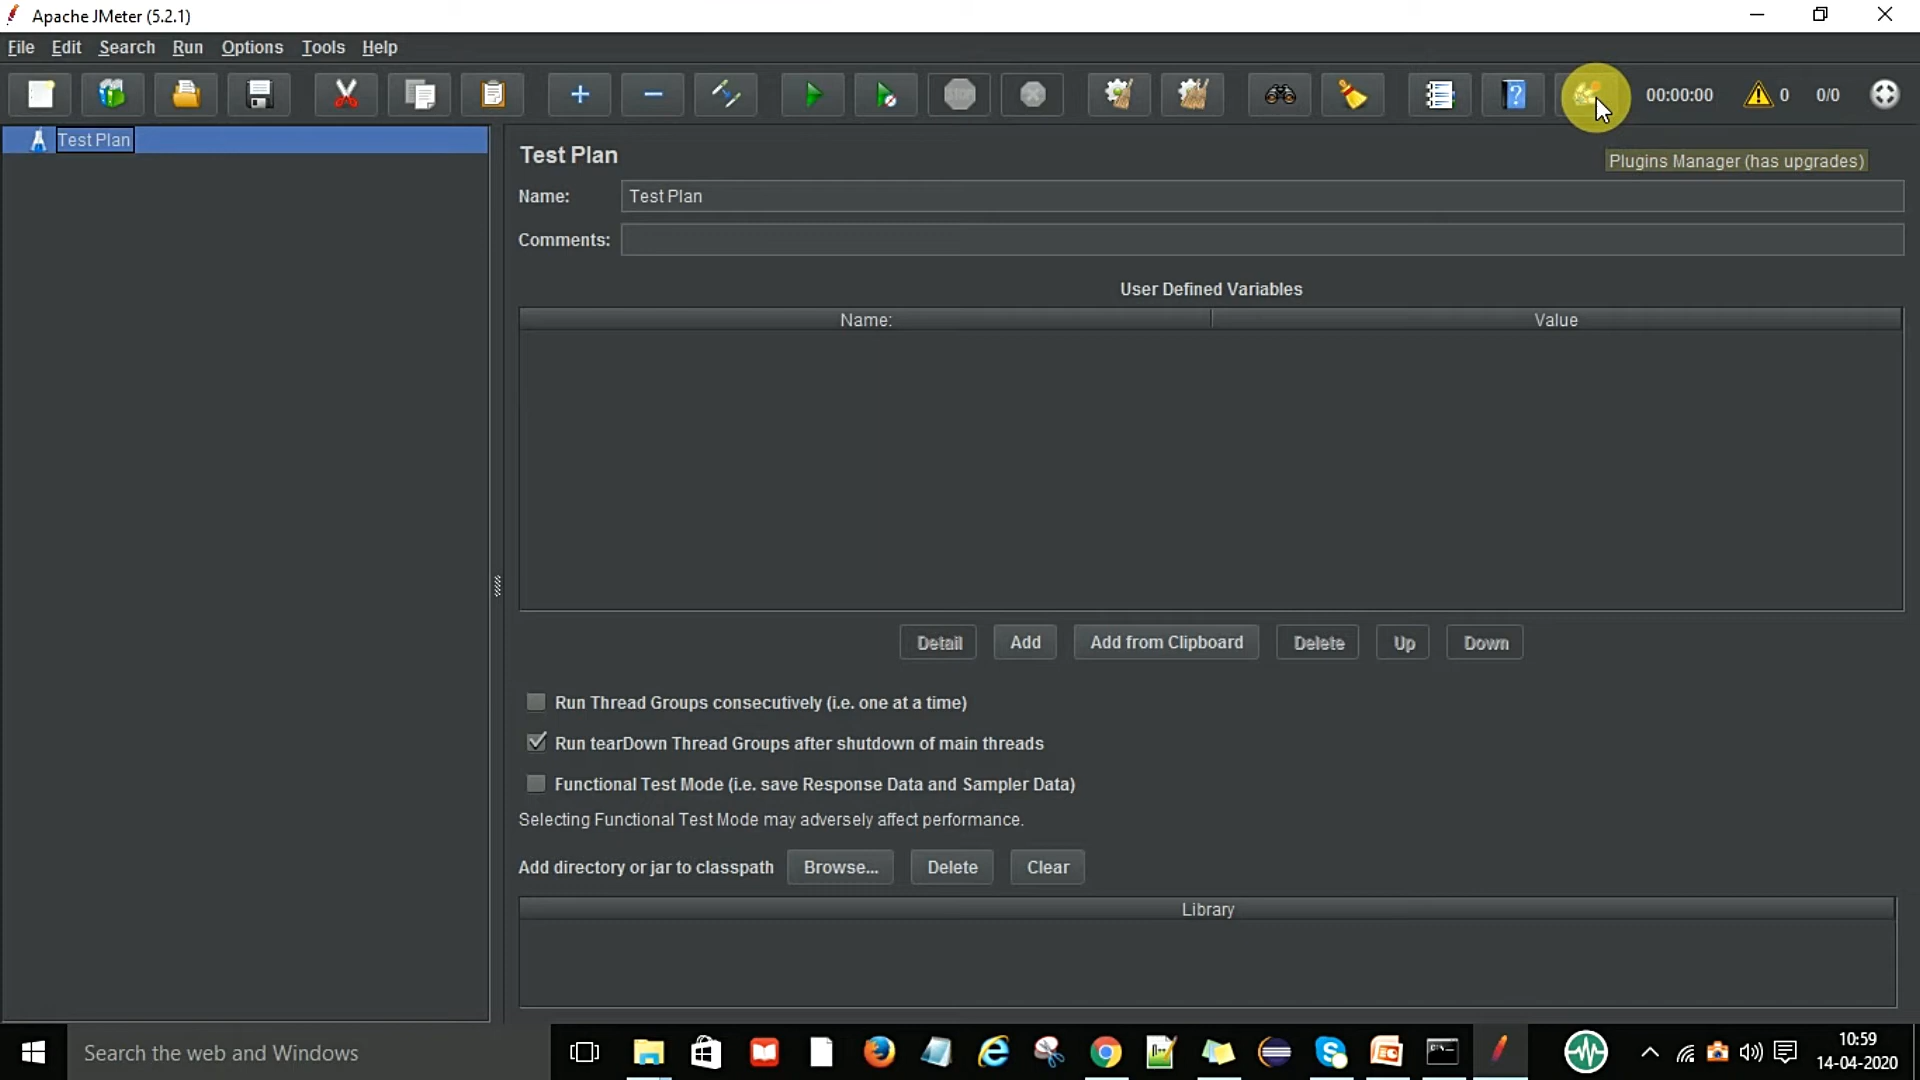 Apache JMeter (5.2.1)
File Edit Search Run Options Tools Help
STOP
00:00:00 0 0/0
Test Plan
Test Plan
Plugins Manager (has upgrades)
Name: Test Plan
Comments:
User Defined Variables
Name: Value
Detail Add Add from Clipboard Delete Up Down
Run Thread Groups consecutively (i.e. one at a time)
Run tearDown Thread Groups after shutdown of main threads
Functional Test Mode (i.e. save Response Data and Sampler Data)
Selecting Functional Test Mode may adversely affect performance.
Add directory or jar to classpath Browse... Delete Clear
Library
Search the web and Windows
10:59
14-04-2020